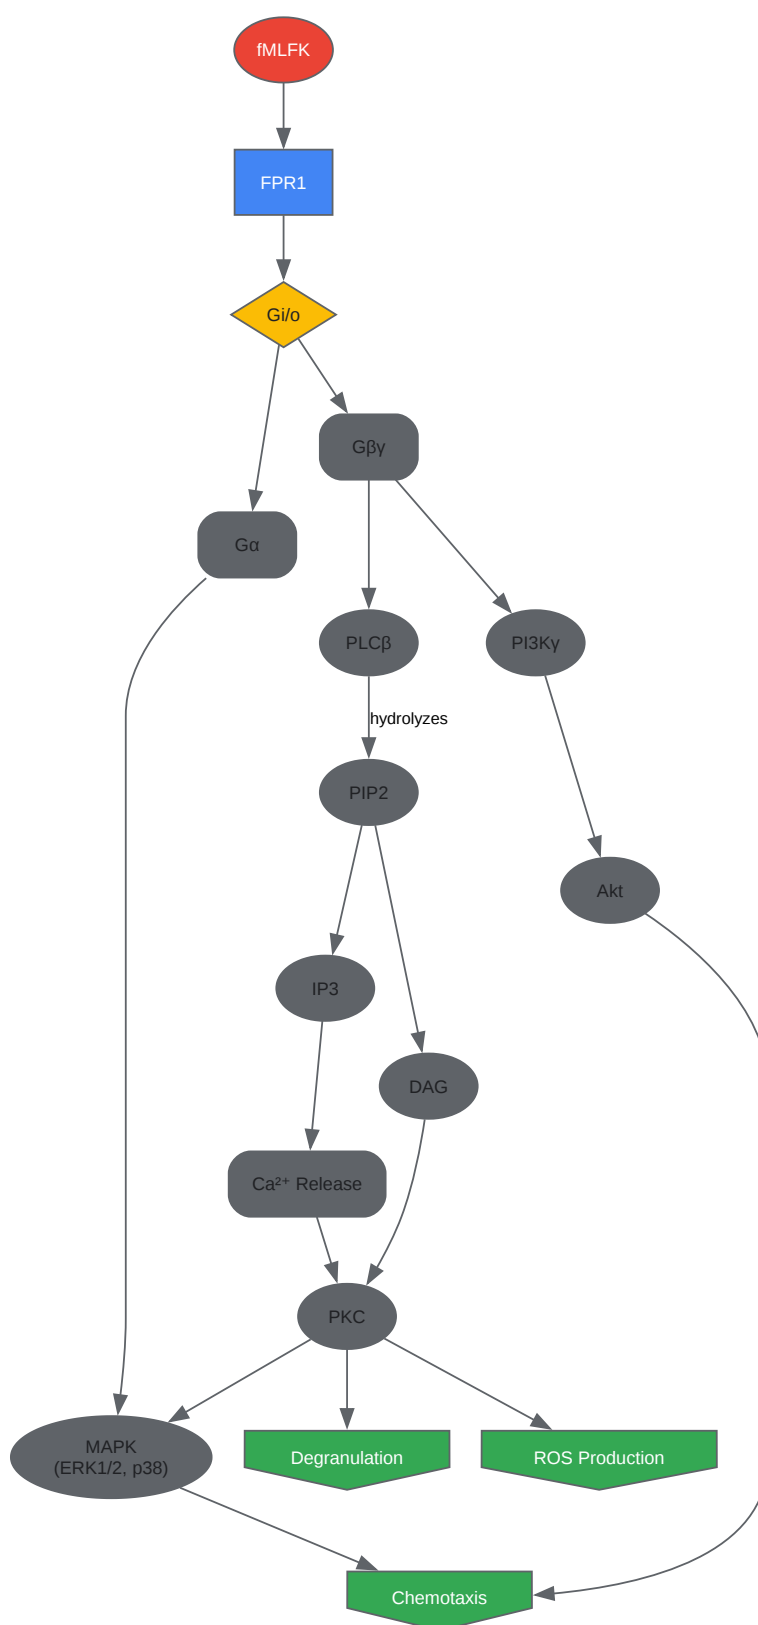 fMLFK
FPR1
Gi/o
Gβγ
Gα
PLCβ
PI3Kγ
hydrolyzes
PIP2
Akt
IP3
DAG
Ca²⁺ Release
PKC
MAPK
(ERK1/2, p38)
Degranulation
ROS Production
Chemotaxis